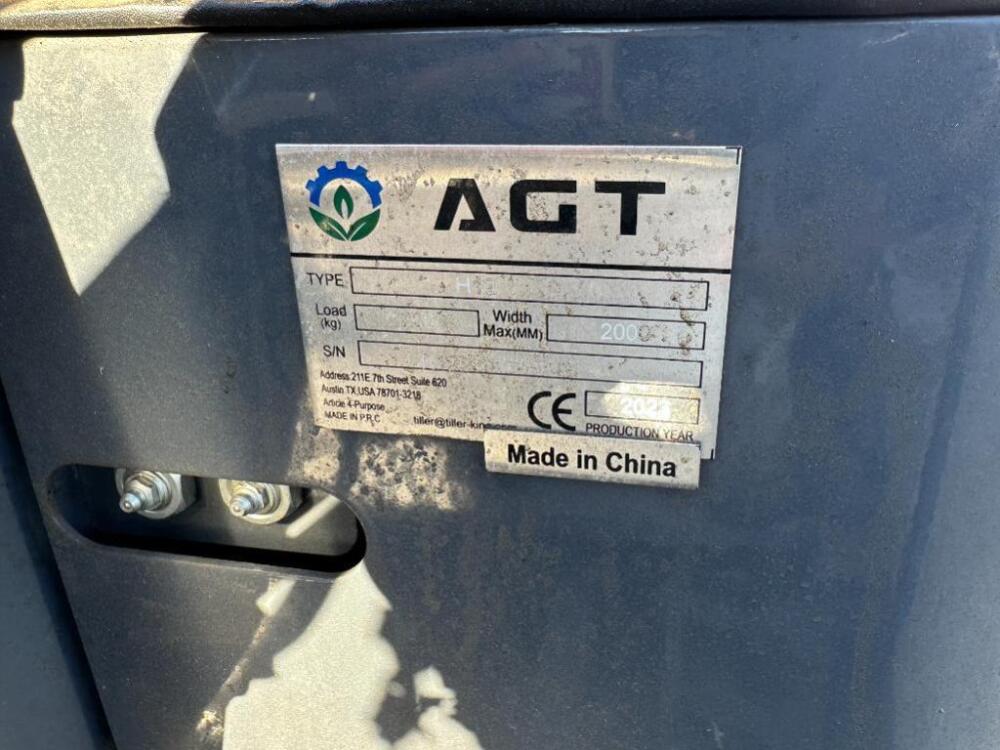 AGT
TYPE H
Load (kg)
Width Max(MM) 200
S/N
Address:211E.7th Street Suite 620
Austin TX,USA 78701-3218
Article 4-Purpose
MADE IN P.R.C
CE
PRODUCTION YEAR
Made in China